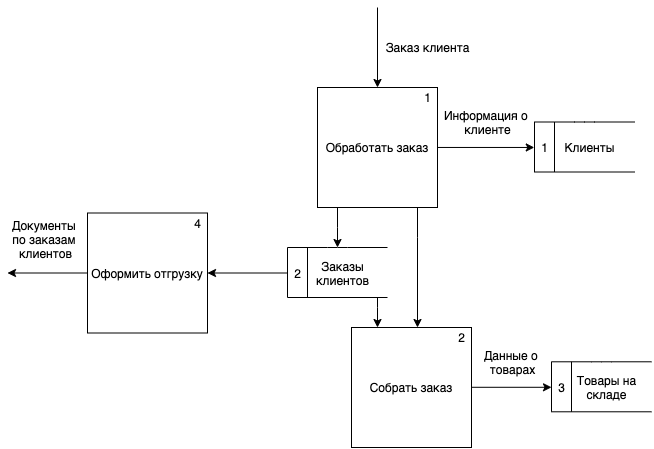 Заказ клиента
1
Обработать заказ
Информация о
клиенте
1
Клиенты
Документы
по заказам
клиентов
4
Оформить отгрузку
2
Заказы
клиентов
2
Собрать заказ
Данные о
товарах
3
Товары на
складе